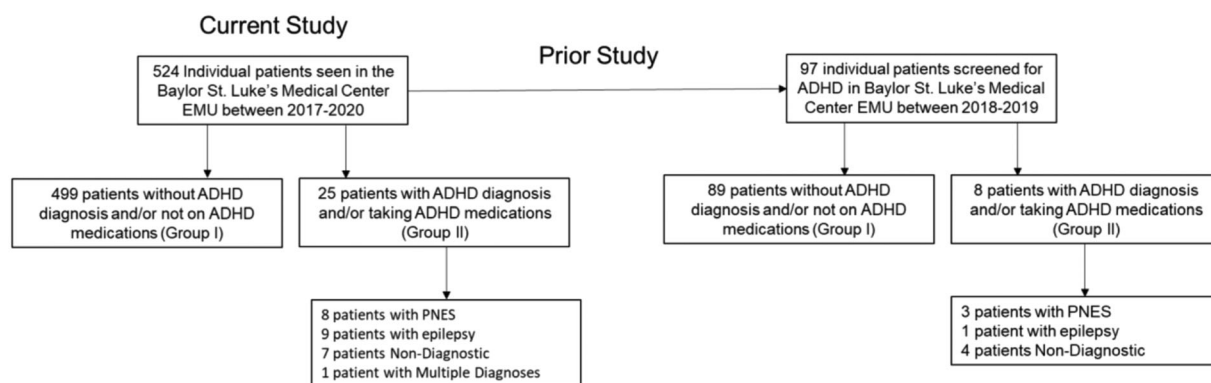 Current Study
Prior Study
524 Individual patients seen in the
Baylor St. Luke's Medical Center
EMU between 2017-2020
97 individual patients screened for
ADHD in Baylor St. Luke's Medical
Center EMU between 2018-2019
499 patients without ADHD
diagnosis and/or not on ADHD
medications (Group I)
25 patients with ADHD diagnosis
and/or taking ADHD medications
(Group II)
89 patients without ADHD
diagnosis and/or not on ADHD
medications (Group I)
8 patients with ADHD diagnosis
and/or taking ADHD medications
(Group II)
8 patients with PNES
9 patients with epilepsy
7 patients Non-Diagnostic
1 patient with Multiple Diagnoses
3 patients with PNES
1 patient with epilepsy
4 patients Non-Diagnostic